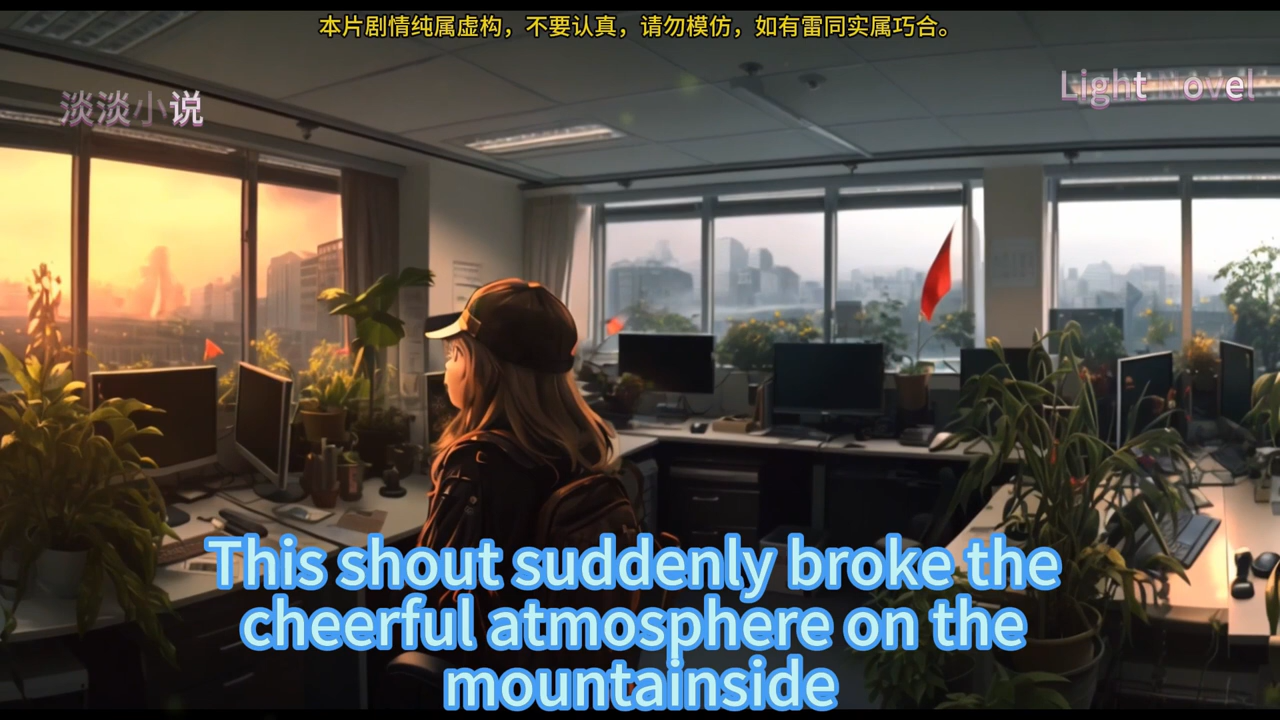 本片剧情纯属虚构，不要认真，请勿模仿，如有雷同实属巧合。
淡淡小说
Light Novel
This shout suddenly broke the
cheerful atmosphere on the
mountainside